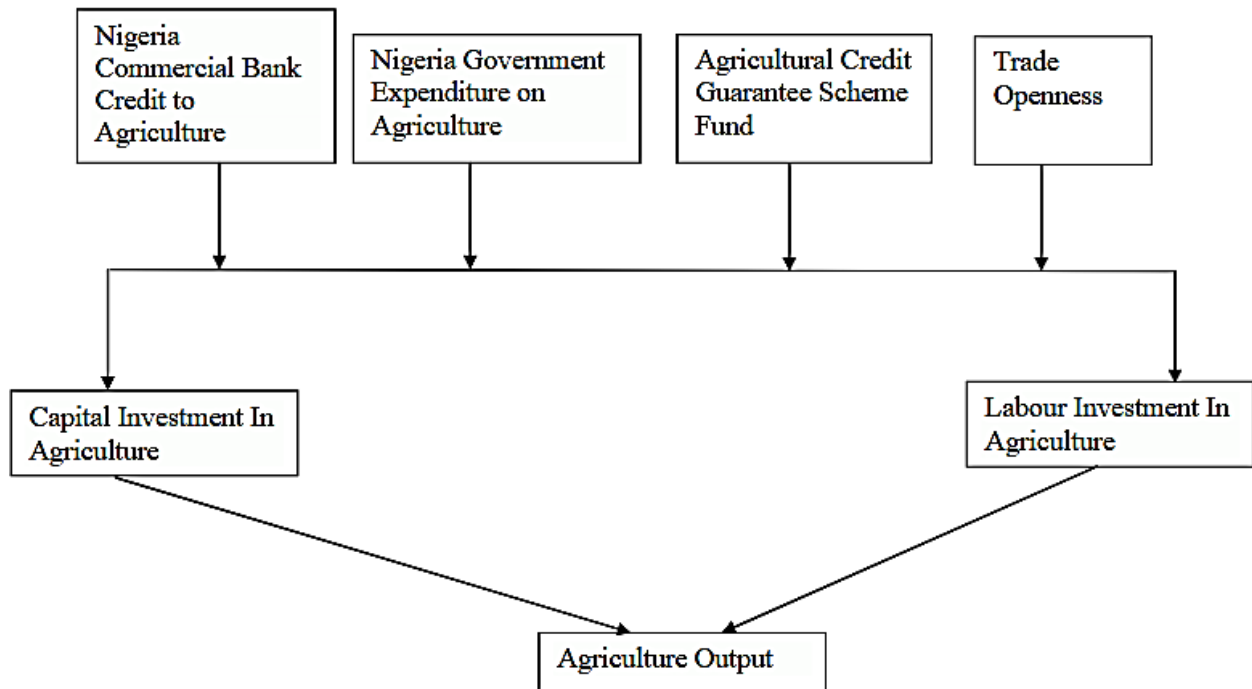 Nigeria
Commercial Bank
Credit to
Agriculture
Nigeria Government
Expenditure on
Agriculture
Agricultural Credit
Guarantee Scheme
Fund
Trade
Openness
Capital Investment In
Agriculture
Labour Investment In
Agriculture
Agriculture Output